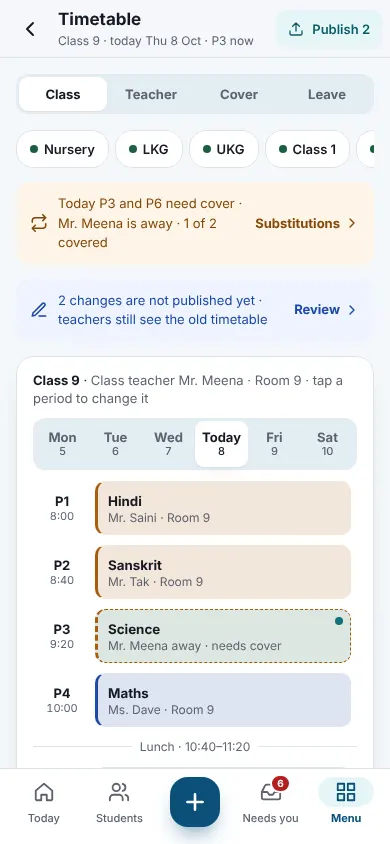 Timetable
Class 9 · today Thu 8 Oct · P3 now
Publish 2
Class Teacher Cover Leave
Nursery LKG UKG Class 1
Today P3 and P6 need cover ·
Mr. Meena is away · 1 of 2
covered
Substitutions
2 changes are not published yet ·
teachers still see the old timetable
Review
Class 9 · Class teacher Mr. Meena · Room 9 · tap a
period to change it
Mon Tue Wed Today Fri Sat
5 6 7 8 9 10
P1
8:00
Hindi
Mr. Saini · Room 9
P2
8:40
Sanskrit
Mr. Tak · Room 9
P3
9:20
Science
Mr. Meena away · needs cover
P4
10:00
Maths
Ms. Dave · Room 9
Lunch · 10:40–11:20
6
Today Students Needs you Menu